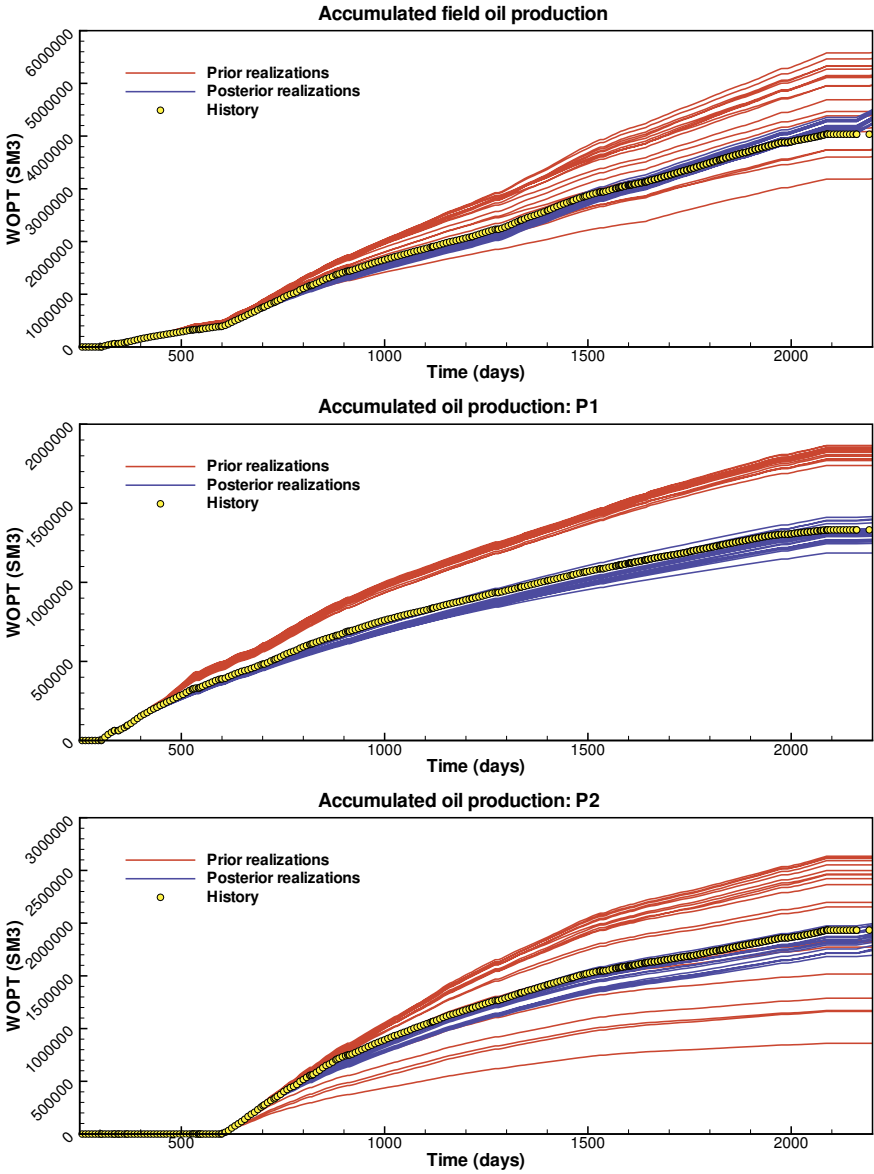 Accumulated field oil production
6000000
5000000
4000000
3000000
2000000
1000000
0
WOPT (SM3)
Prior realizations
Posterior realizations
History
500
1000
1500
2000
Time (days)
Accumulated oil production: P1
2000000
1500000
1000000
500000
0
WOPT (SM3)
Prior realizations
Posterior realizations
History
500
1000
1500
2000
Time (days)
Accumulated oil production: P2
3000000
2500000
2000000
1500000
1000000
500000
0
WOPT (SM3)
Prior realizations
Posterior realizations
History
500
1000
1500
2000
Time (days)